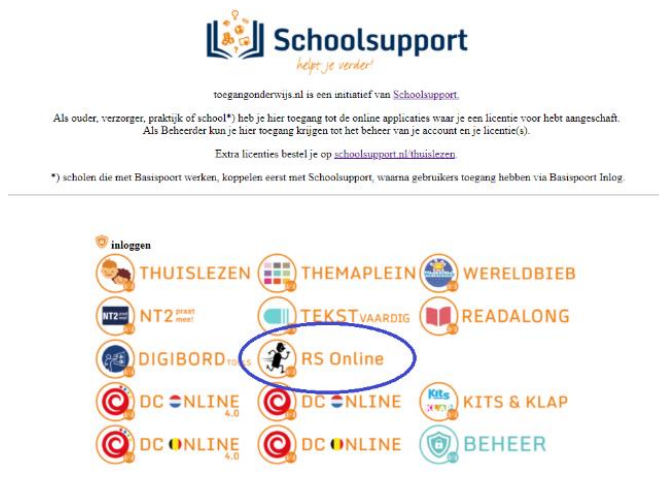 Schoolsupport
helpt je verder!
toegangonderwijs.nl is een initiatief van Schoolsupport.
Als ouder, verzorger, praktijk of school*) heb je hier toegang tot de online applicaties waar je een licentie voor hebt aangeschaft.
Als Beheerder kun je hier toegang krijgen tot het beheer van je account en je licentie(s).
Extra licenties bestel je op schoolsupport.nl/thuislezen.
*) scholen die met Basispoort werken, koppelen eerst met Schoolsupport, waarna gebruikers toegang hebben via Basispoort Inlog.
inloggen
THUISLEZEN THEMAPLEIN WERELDBIEB
NT2 NT2 praat mee! TEKSTVAARDIG READALONG
DIGIBORDTOOLS RS Online
DC ONLINE 4.0 DC ONLINE Kits KLAP KITS & KLAP
DC ONLINE 4.0 DC ONLINE BEHEER